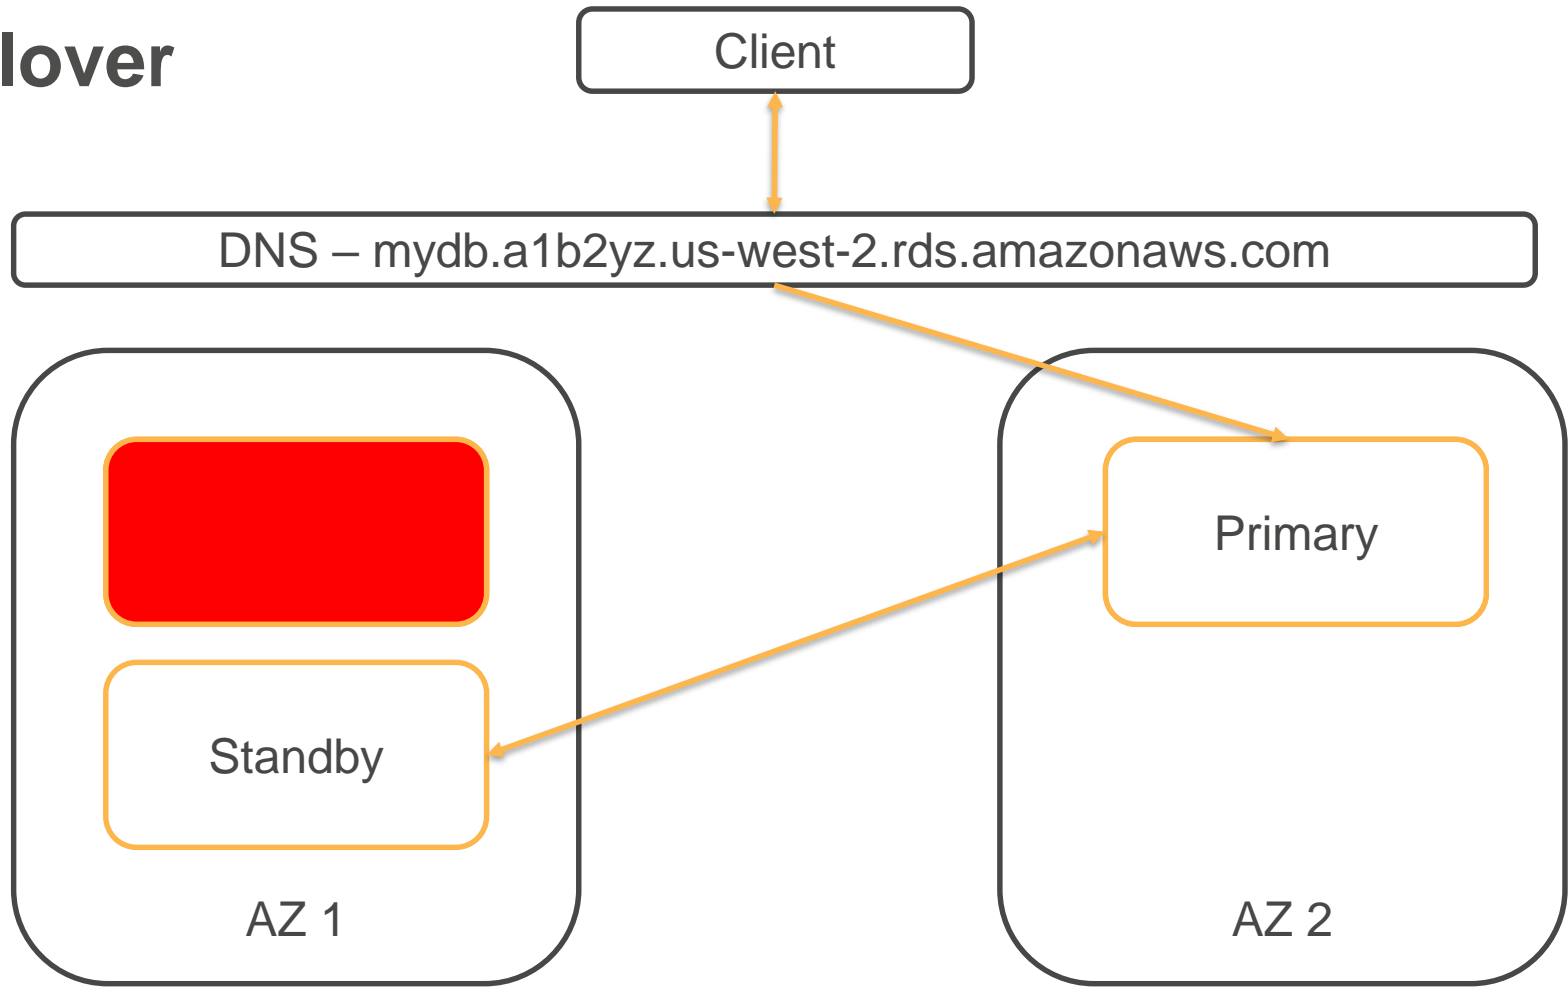 lover
Client
DNS – mydb.a1b2yz.us-west-2.rds.amazonaws.com
Primary
Standby
AZ 1
AZ 2